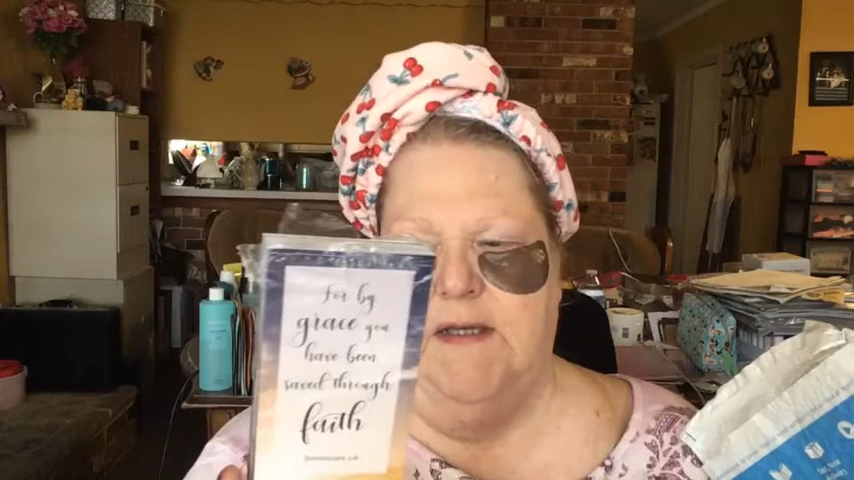 For by
grace you
have been
saved through
faith